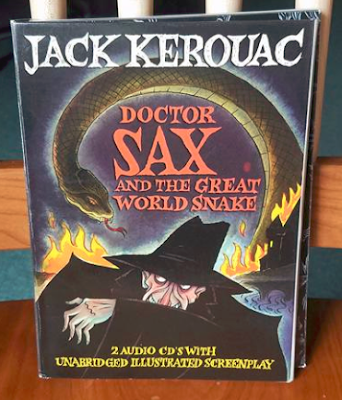 JACK KEROUAC
DOCTOR
SAX
AND THE GREAT
WORLD SNAKE
2 AUDIO CD'S WITH
UNABRIDGED ILLUSTRATED SCREENPLAY